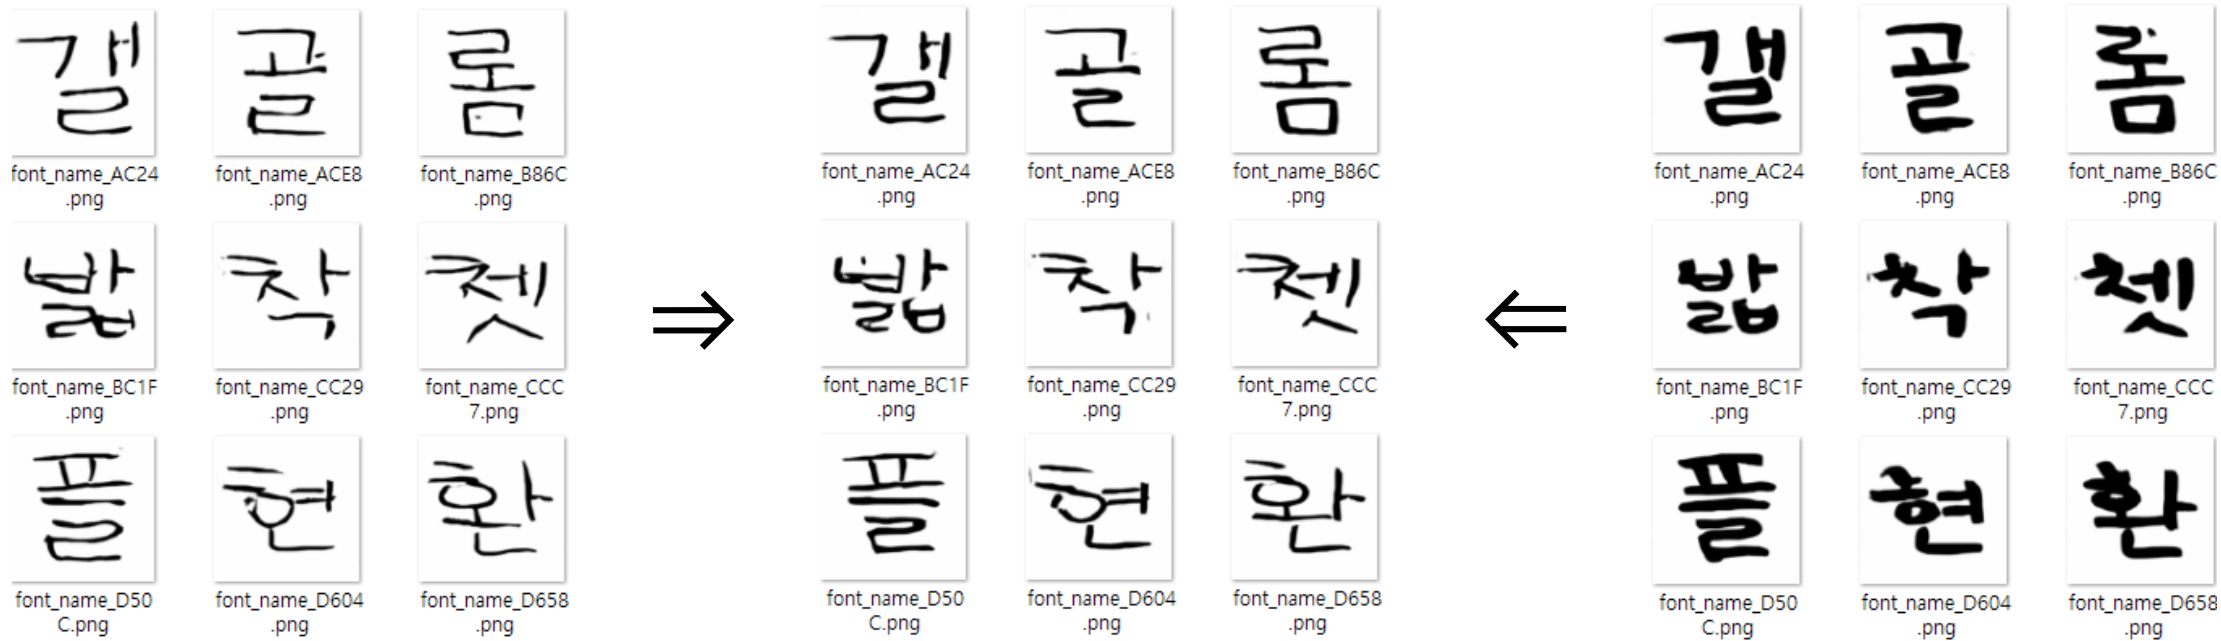 갤 골 롬 갤 골 롬 갤 골 롬
font_name_AC24 font_name_ACE8 font_name_B86C font_name_AC24 font_name_ACE8 font_name_B86C font_name_AC24 font_name_ACE8 font_name_B86C
.png .png .png .png .png .png .png .png .png
밟 착 쳇 밟 착 쳇 밟 착 쳇
font_name_BC1F font_name_CC29 font_name_CCC font_name_BC1F font_name_CC29 font_name_CCC font_name_BC1F font_name_CC29 font_name_CCC
.png .png 7.png .png .png 7.png .png .png 7.png
⇒ ⇐
플 현 환 플 현 환 플 현 환
font_name_D50 font_name_D604 font_name_D658 font_name_D50 font_name_D604 font_name_D658 font_name_D50 font_name_D604 font_name_D658
C.png .png .png C.png .png .png C.png .png .png